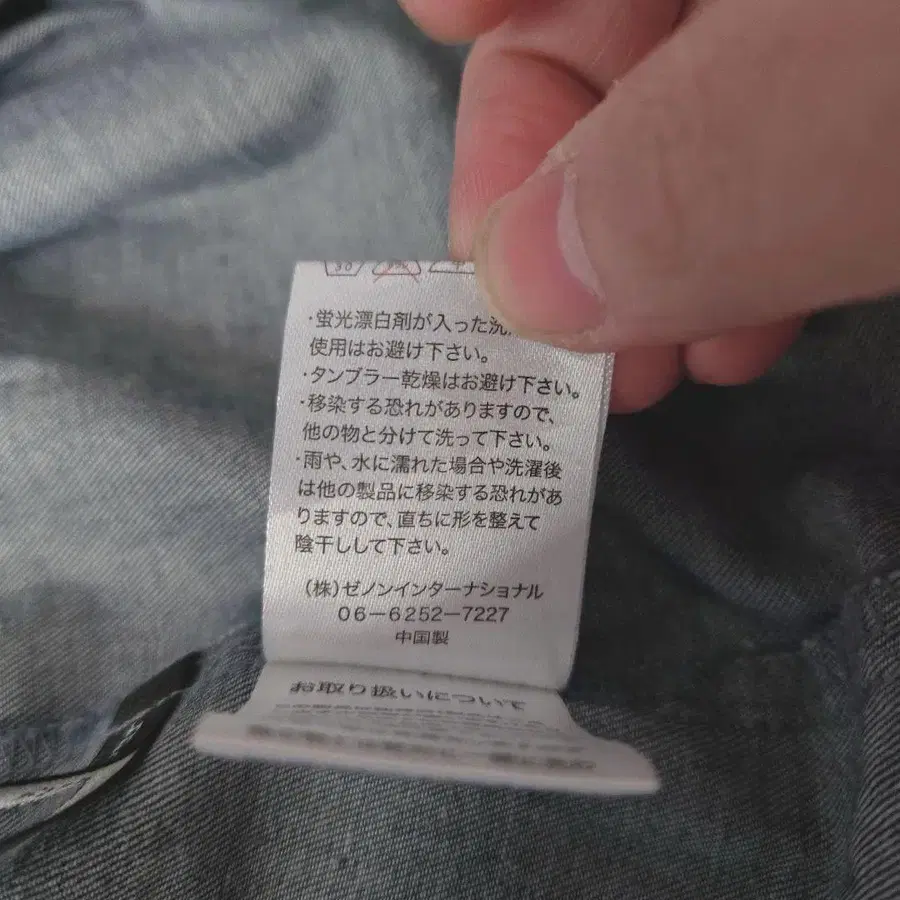 30
・蛍光漂白剤が入った洗
使用はお避け下さい。
・タンブラー乾燥はお避け下さい。
・移染する恐れがありますので、
他の物と分けて洗って下さい。
・雨や、水に濡れた場合や洗濯後
は他の製品に移染する恐れがあ
りますので、直ちに形を整えて
陰干しして下さい。
(株)ゼノンインターナショナル
06-6252-7227
中国製
お取り扱いについて